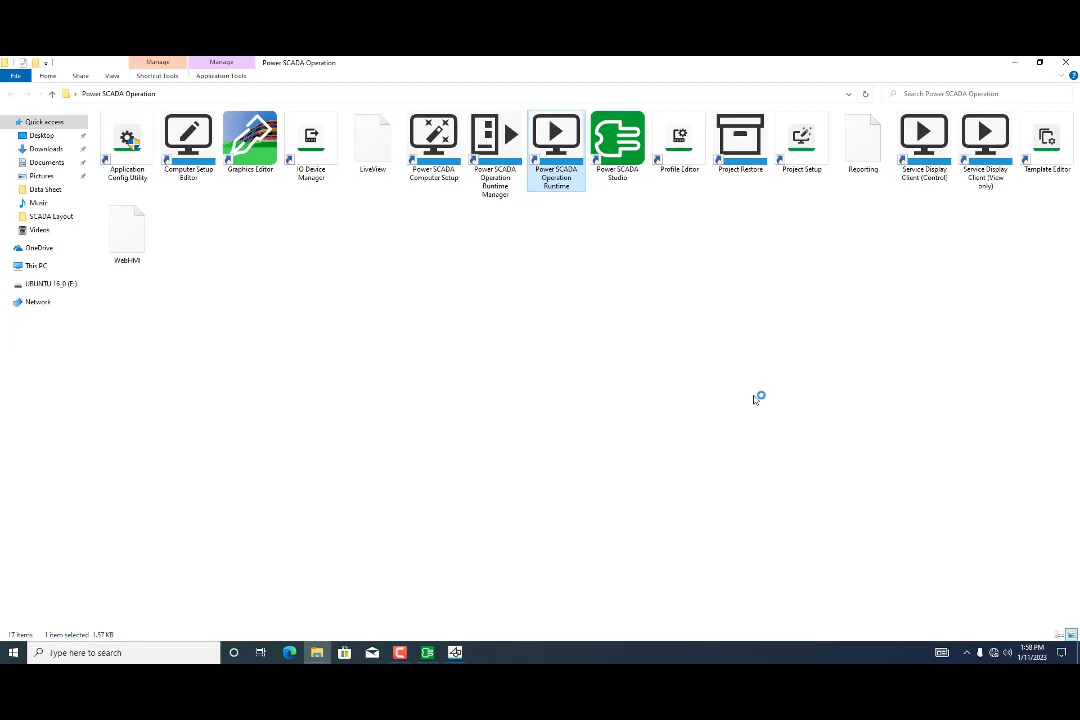 Manage
Manage
Power SCADA Operation
File
Home
Share
View
Shortcut Tools
Application Tools
Power SCADA Operation
Search Power SCADA Operation
Quick access
Desktop
Downloads
Documents
Pictures
Data Sheet
Music
SCADA Layout
Videos
OneDrive
This PC
UBUNTU 16_0 (E:)
Network
Application
Config Utility
Computer Setup
Editor
Graphics Editor
IO Device
Manager
LiveView
Power SCADA
Computer Setup
Power SCADA
Operation
Runtime
Manager
Power SCADA
Operation
Runtime
Power SCADA
Studio
Profile Editor
Project Restore
Project Setup
Reporting
Service Display
Client (Control)
Service Display
Client (View
only)
Template Editor
WebHMI
17 items
1 item selected 1.57 KB
Type here to search
1:58 PM
1/11/2023